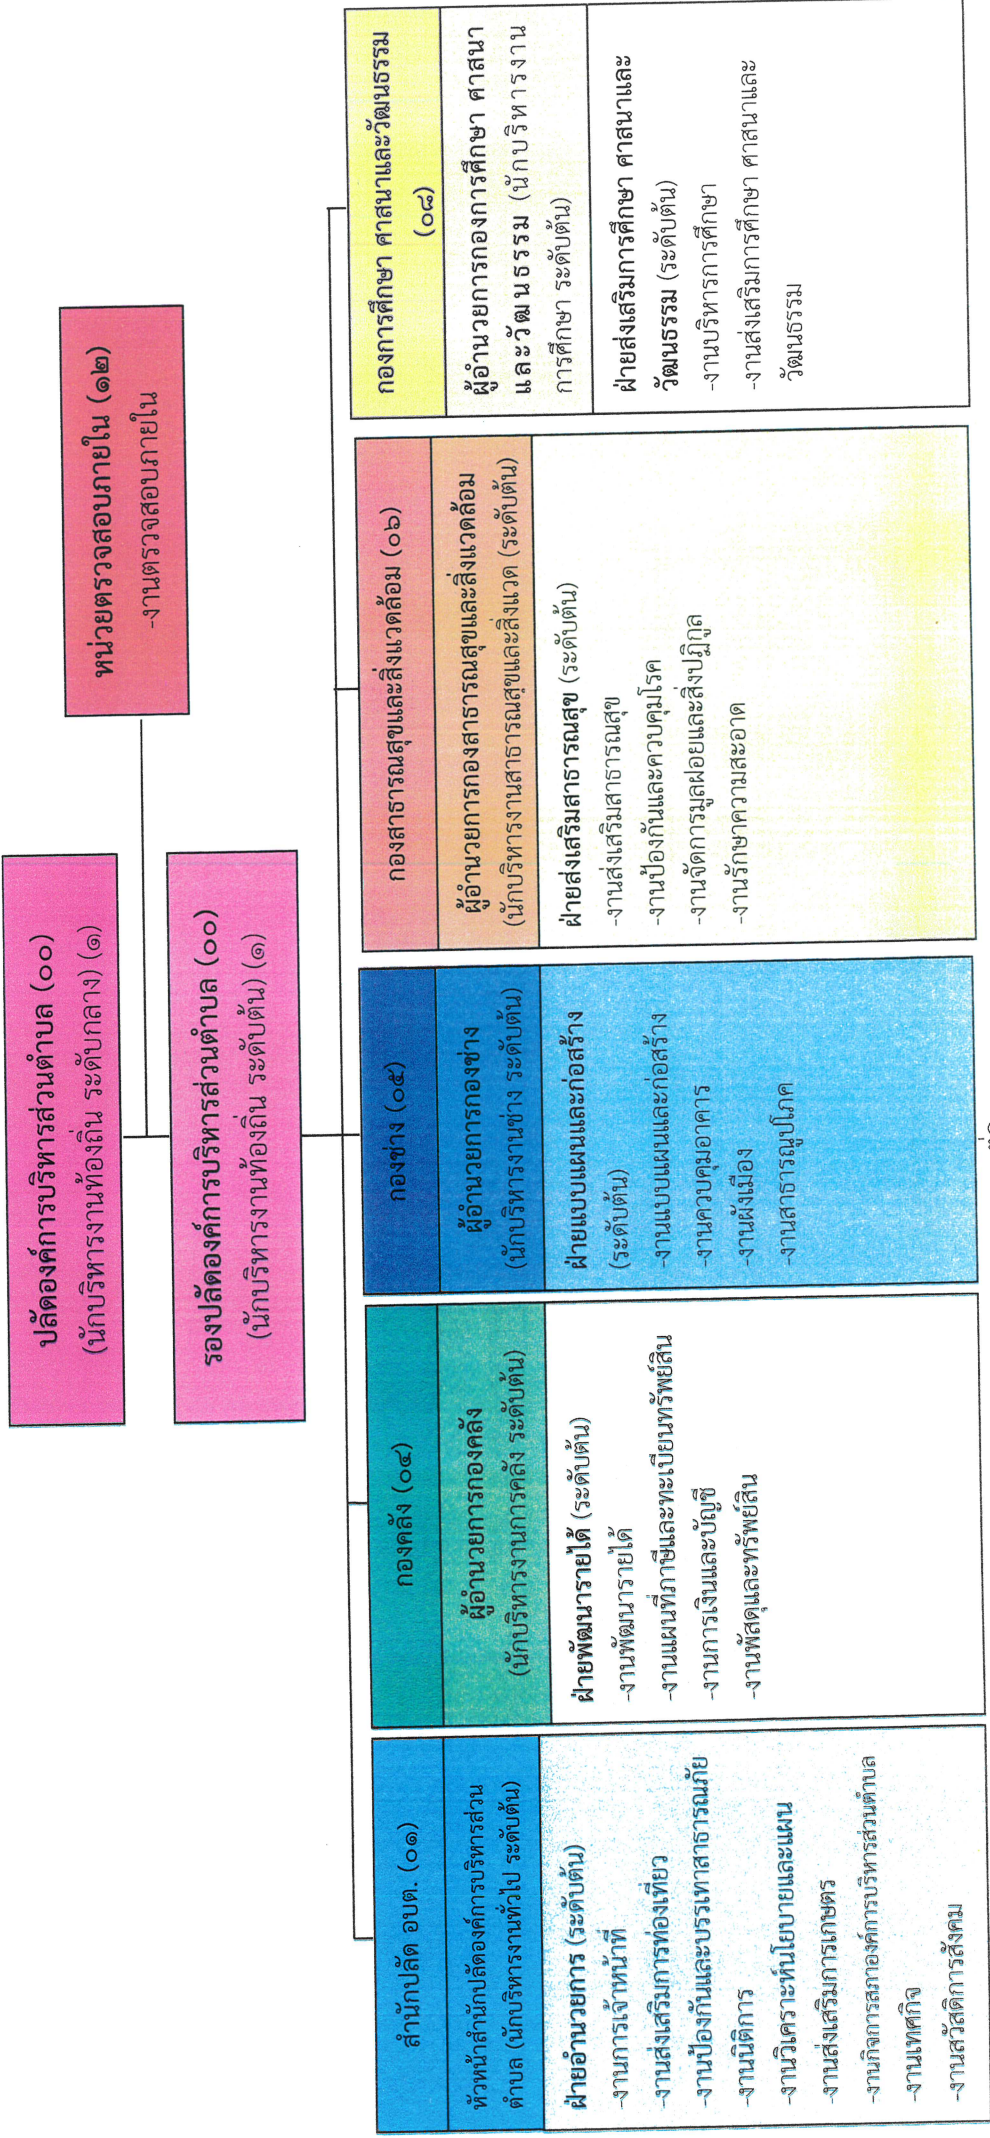 ปลัดองค์การบริหารส่วนตำบล (๐๐)
(นักบริหารงานท้องถิ่น ระดับกลาง) (๑)
หน่วยตรวจสอบภายใน (๑๒)
-งานตรวจสอบภายใน
รองปลัดองค์การบริหารส่วนตำบล (๐๐)
(นักบริหารงานท้องถิ่น ระดับต้น) (๑)
สำนักปลัด อบต. (๐๑)
หัวหน้าสำนักปลัดองค์การบริหารส่วน
ตำบล (นักบริหารงานทั่วไป ระดับต้น)
ฝ่ายอำนวยการ (ระดับต้น)
-งานการเจ้าหน้าที่
-งานส่งเสริมการท่องเที่ยว
-งานป้องกันและบรรเทาสาธารณภัย
-งานนิติการ
-งานวิเคราะห์นโยบายและแผน
-งานส่งเสริมการเกษตร
-งานกิจการสภาองค์การบริหารส่วนตำบล
-งานเทศกิจ
-งานสวัสดิการสังคม
กองคลัง (๐๔)
ผู้อำนวยการกองคลัง
(นักบริหารงานการคลัง ระดับต้น)
ฝ่ายพัฒนารายได้ (ระดับต้น)
-งานพัฒนารายได้
-งานแผนที่ภาษีและทะเบียนทรัพย์สิน
-งานการเงินและบัญชี
-งานพัสดุและทรัพย์สิน
กองช่าง (๐๕)
ผู้อำนวยการกองช่าง
(นักบริหารงานช่าง ระดับต้น)
ฝ่ายแบบแผนและก่อสร้าง
(ระดับต้น)
-งานแบบแผนและก่อสร้าง
-งานควบคุมอาคาร
-งานผังเมือง
-งานสาธารณูปโภค
กองสาธารณสุขและสิ่งแวดล้อม (๐๖)
ผู้อำนวยการกองสาธารณสุขและสิ่งแวดล้อม
(นักบริหารงานสาธารณสุขและสิ่งแวด (ระดับต้น)
ฝ่ายส่งเสริมสาธารณสุข (ระดับต้น)
-งานส่งเสริมสาธารณสุข
-งานป้องกันและควบคุมโรค
-งานจัดการมูลฝอยและสิ่งปฏิกูล
-งานรักษาความสะอาด
กองการศึกษา ศาสนาและวัฒนธรรม
(๐๘)
ผู้อำนวยการกองการศึกษา ศาสนา
และวัฒนธรรม (นักบริหารงาน
การศึกษา ระดับต้น)
ฝ่ายส่งเสริมการศึกษา ศาสนาและ
วัฒนธรรม (ระดับต้น)
-งานบริหารการศึกษา
-งานส่งเสริมการศึกษา ศาสนาและ
วัฒนธรรม